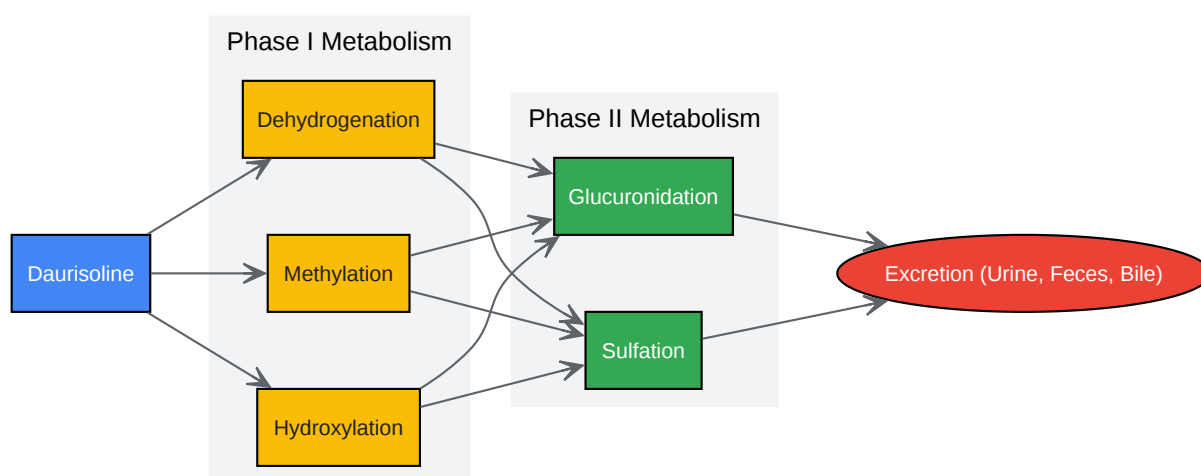 Phase I Metabolism
Dehydrogenation
Phase II Metabolism
Glucuronidation
Daurisoline
Methylation
Excretion (Urine, Feces, Bile)
Sulfation
Hydroxylation